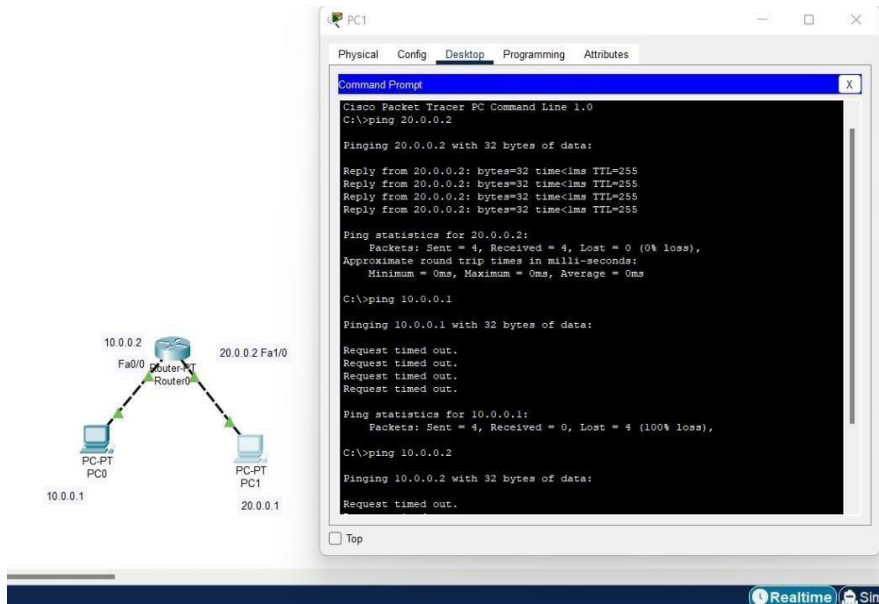 PC1
Physical Config Desktop Programming Attributes
Command Prompt
X
Cisco Packet Tracer PC Command Line 1.0
C:\>ping 20.0.0.2
Pinging 20.0.0.2 with 32 bytes of data:
Reply from 20.0.0.2: bytes=32 time<1ms TTL=255
Reply from 20.0.0.2: bytes=32 time<1ms TTL=255
Reply from 20.0.0.2: bytes=32 time<1ms TTL=255
Reply from 20.0.0.2: bytes=32 time<1ms TTL=255
Ping statistics for 20.0.0.2:
Packets: Sent = 4, Received = 4, Lost = 0 (0% loss),
Approximate round trip times in milli-seconds:
Minimum = 0ms, Maximum = 0ms, Average = 0ms
C:\>ping 10.0.0.1
Pinging 10.0.0.1 with 32 bytes of data:
Request timed out.
Request timed out.
Request timed out.
Request timed out.
Ping statistics for 10.0.0.1:
Packets: Sent = 4, Received = 0, Lost = 4 (100% loss),
C:\>ping 10.0.0.2
Pinging 10.0.0.2 with 32 bytes of data:
Request timed out.
Top
10.0.0.2
20.0.0.2 Fa1/0
Fa0/0
Router-PT
Router0
PC-PT
PC0
10.0.0.1
PC-PT
PC1
20.0.0.1
Realtime